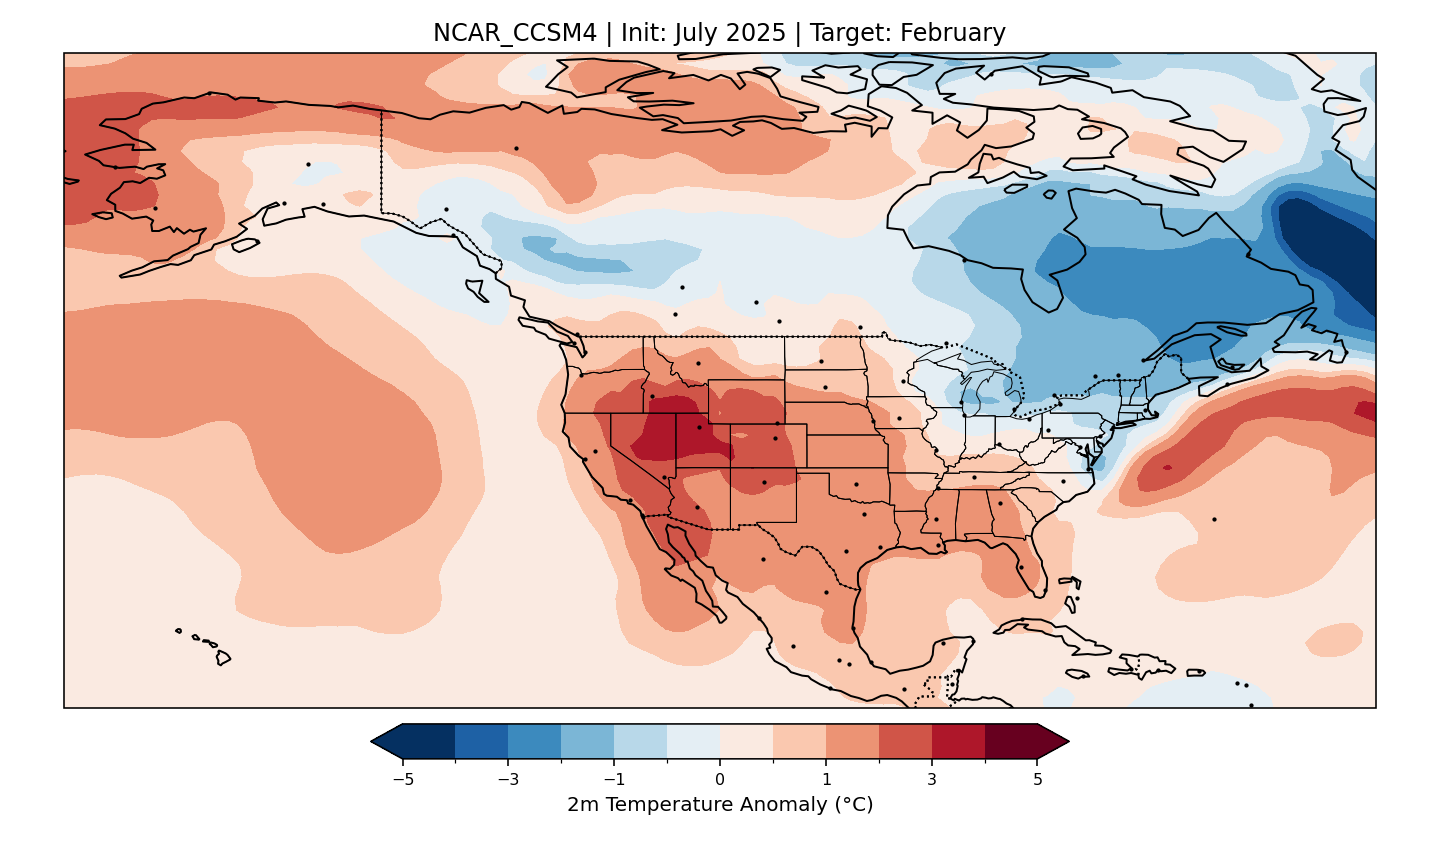 NCAR_CCSM4 | Init: July 2025 | Target: February
−5 −3 −1 0 1 3 5
2m Temperature Anomaly (°C)